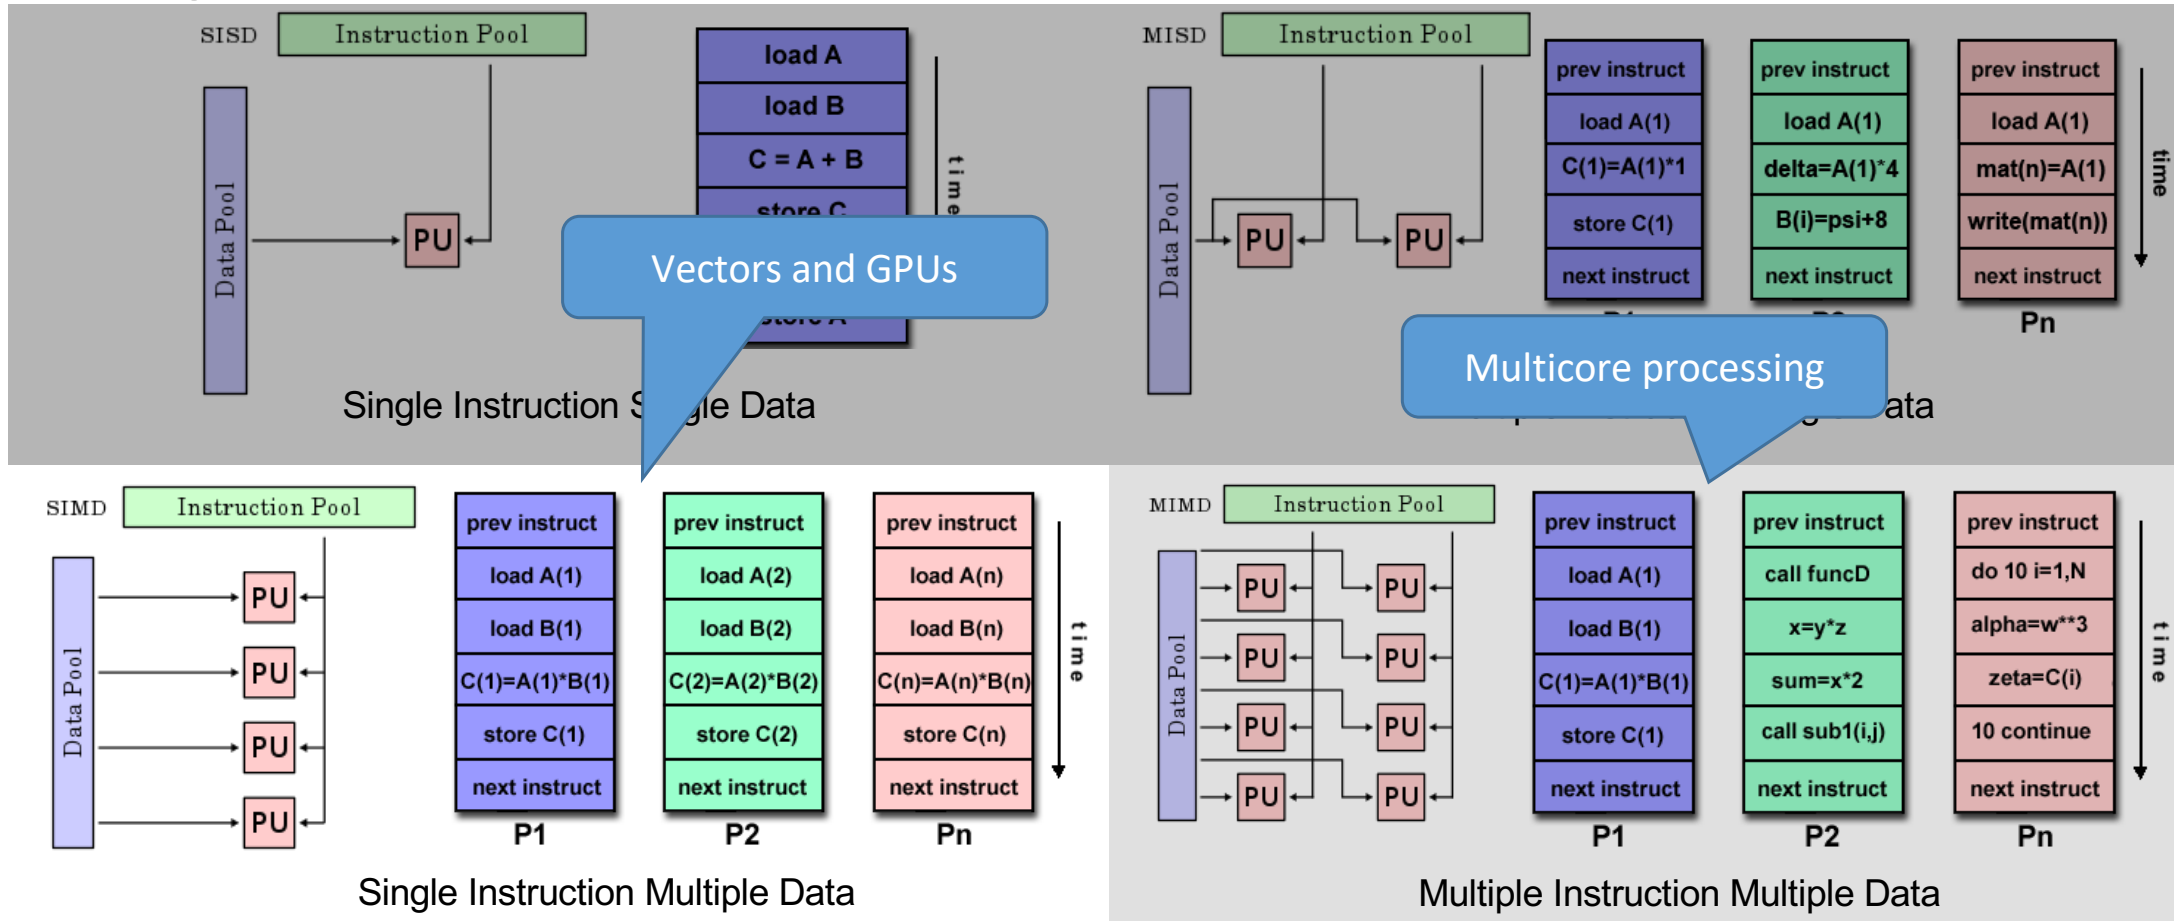 SISD
Instruction Pool
Data Pool
PU
load A
load B
C = A + B
store C
store A
time
Single Instruction Single Data
Vectors and GPUs
MISD
Instruction Pool
Data Pool
PU
PU
prev instruct
load A(1)
C(1)=A(1)*1
store C(1)
next instruct
prev instruct
load A(1)
delta=A(1)*4
B(i)=psi+8
next instruct
prev instruct
load A(1)
mat(n)=A(1)
write(mat(n))
next instruct
Pn
time
Multicore processing
SIMD
Instruction Pool
Data Pool
PU
PU
PU
PU
prev instruct
load A(1)
load B(1)
C(1)=A(1)*B(1)
store C(1)
next instruct
P1
prev instruct
load A(2)
load B(2)
C(2)=A(2)*B(2)
store C(2)
next instruct
P2
prev instruct
load A(n)
load B(n)
C(n)=A(n)*B(n)
store C(n)
next instruct
Pn
time
Single Instruction Multiple Data
MIMD
Instruction Pool
Data Pool
PU
PU
PU
PU
PU
PU
PU
PU
prev instruct
load A(1)
load B(1)
C(1)=A(1)*B(1)
store C(1)
next instruct
P1
prev instruct
call funcD
x=y*z
sum=x*2
call sub1(i,j)
next instruct
P2
prev instruct
do 10 i=1,N
alpha=w**3
zeta=C(i)
10 continue
next instruct
Pn
time
Multiple Instruction Multiple Data